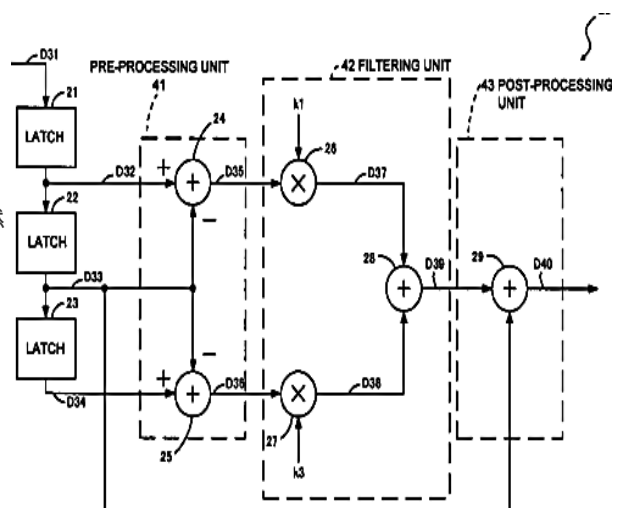 D31
PRE-PROCESSING UNIT
41
42 FILTERING UNIT
43 POST-PROCESSING
UNIT
21
LATCH
24
k1
26
+
D32
+
D35
×
D37
22
LATCH
−
28
29
D33
+
D39
+
D40
23
LATCH
−
+
D34
+
D36
×
D38
25
27
k3